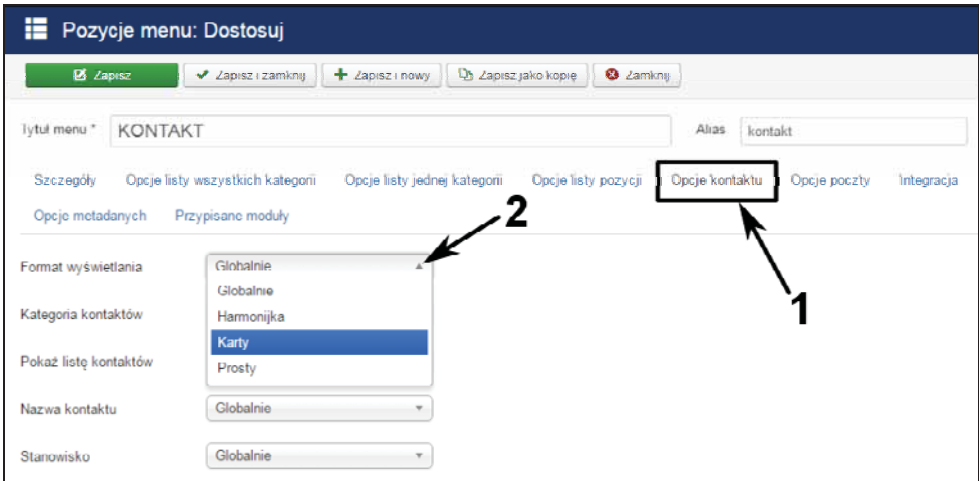 Pozycje menu: Dostosuj
Zapisz Zapisz i zamknij Zapisz i nowy Zapisz jako kopię Zamknij
Tytuł menu * KONTAKT Alias kontakt
Szczegóły Opcje listy wszystkich kategorii Opcje listy jednej kategorii Opcje listy pozycji Opcje kontaktu Opcje poczty Integracja
Opcje metadanych Przypisane moduły
2
Format wyświetlania Globalnie
Globalnie
1
Kategoria kontaktów Harmonijka
Karty
Pokaż listę kontaktów Prosty
Nazwa kontaktu Globalnie
Stanowisko Globalnie